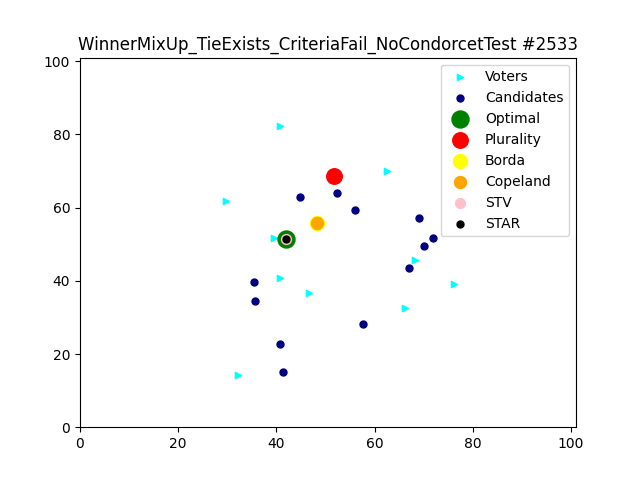 WinnerMixUp_TieExists_CriteriaFail_NoCondorcetTest #2533
100
80
60
40
20
0
0 20 40 60 80 100
Voters
Candidates
Optimal
Plurality
Borda
Copeland
STV
STAR